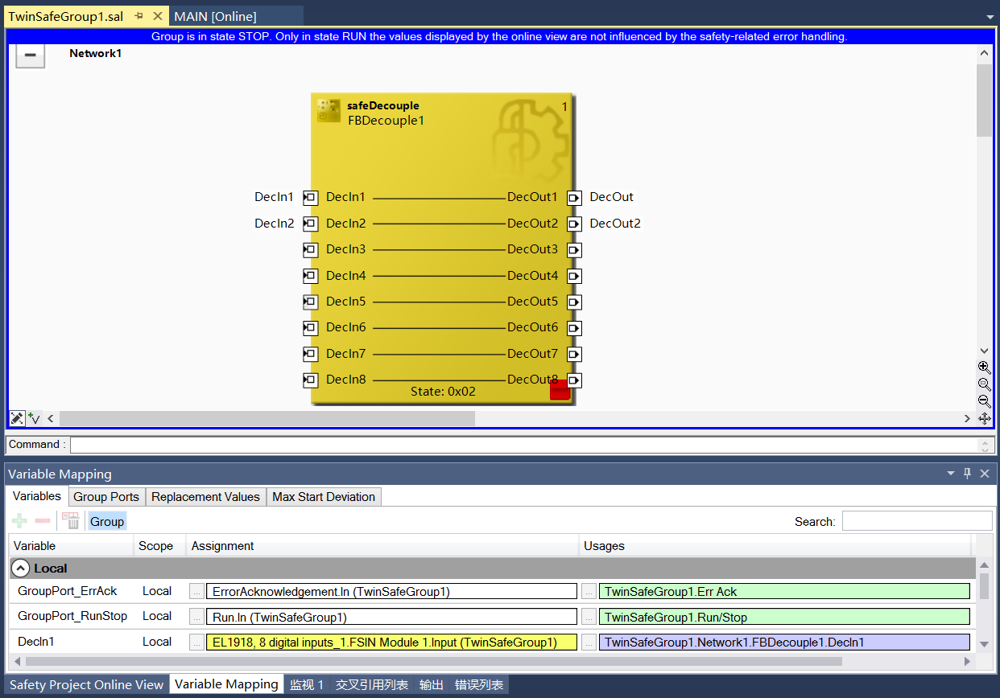 TwinSafeGroup1.sal MAIN [Online]
Group is in state STOP. Only in state RUN the values displayed by the online view are not influenced by the safety-related error handling.
Network1
safeDecouple 1
FBDecouple1
DecIn1 DecIn1 DecOut1 DecOut
DecIn2 DecIn2 DecOut2 DecOut2
DecIn3 DecOut3
DecIn4 DecOut4
DecIn5 DecOut5
DecIn6 DecOut6
DecIn7 DecOut7
DecIn8 DecOut8
State: 0x02
Command :
Variable Mapping
Variables Group Ports Replacement Values Max Start Deviation
Group Search:
Variable Scope Assignment Usages
Local
GroupPort_ErrAck Local ... ErrorAcknowledgement.In (TwinSafeGroup1) ... TwinSafeGroup1.Err Ack
GroupPort_RunStop Local ... Run.In (TwinSafeGroup1) ... TwinSafeGroup1.Run/Stop
DecIn1 Local ... EL1918, 8 digital inputs_1.FSIN Module 1.Input (TwinSafeGroup1) ... TwinSafeGroup1.Network1.FBDecouple1.DecIn1
Safety Project Online View Variable Mapping 监视 1 交叉引用列表 输出 错误列表